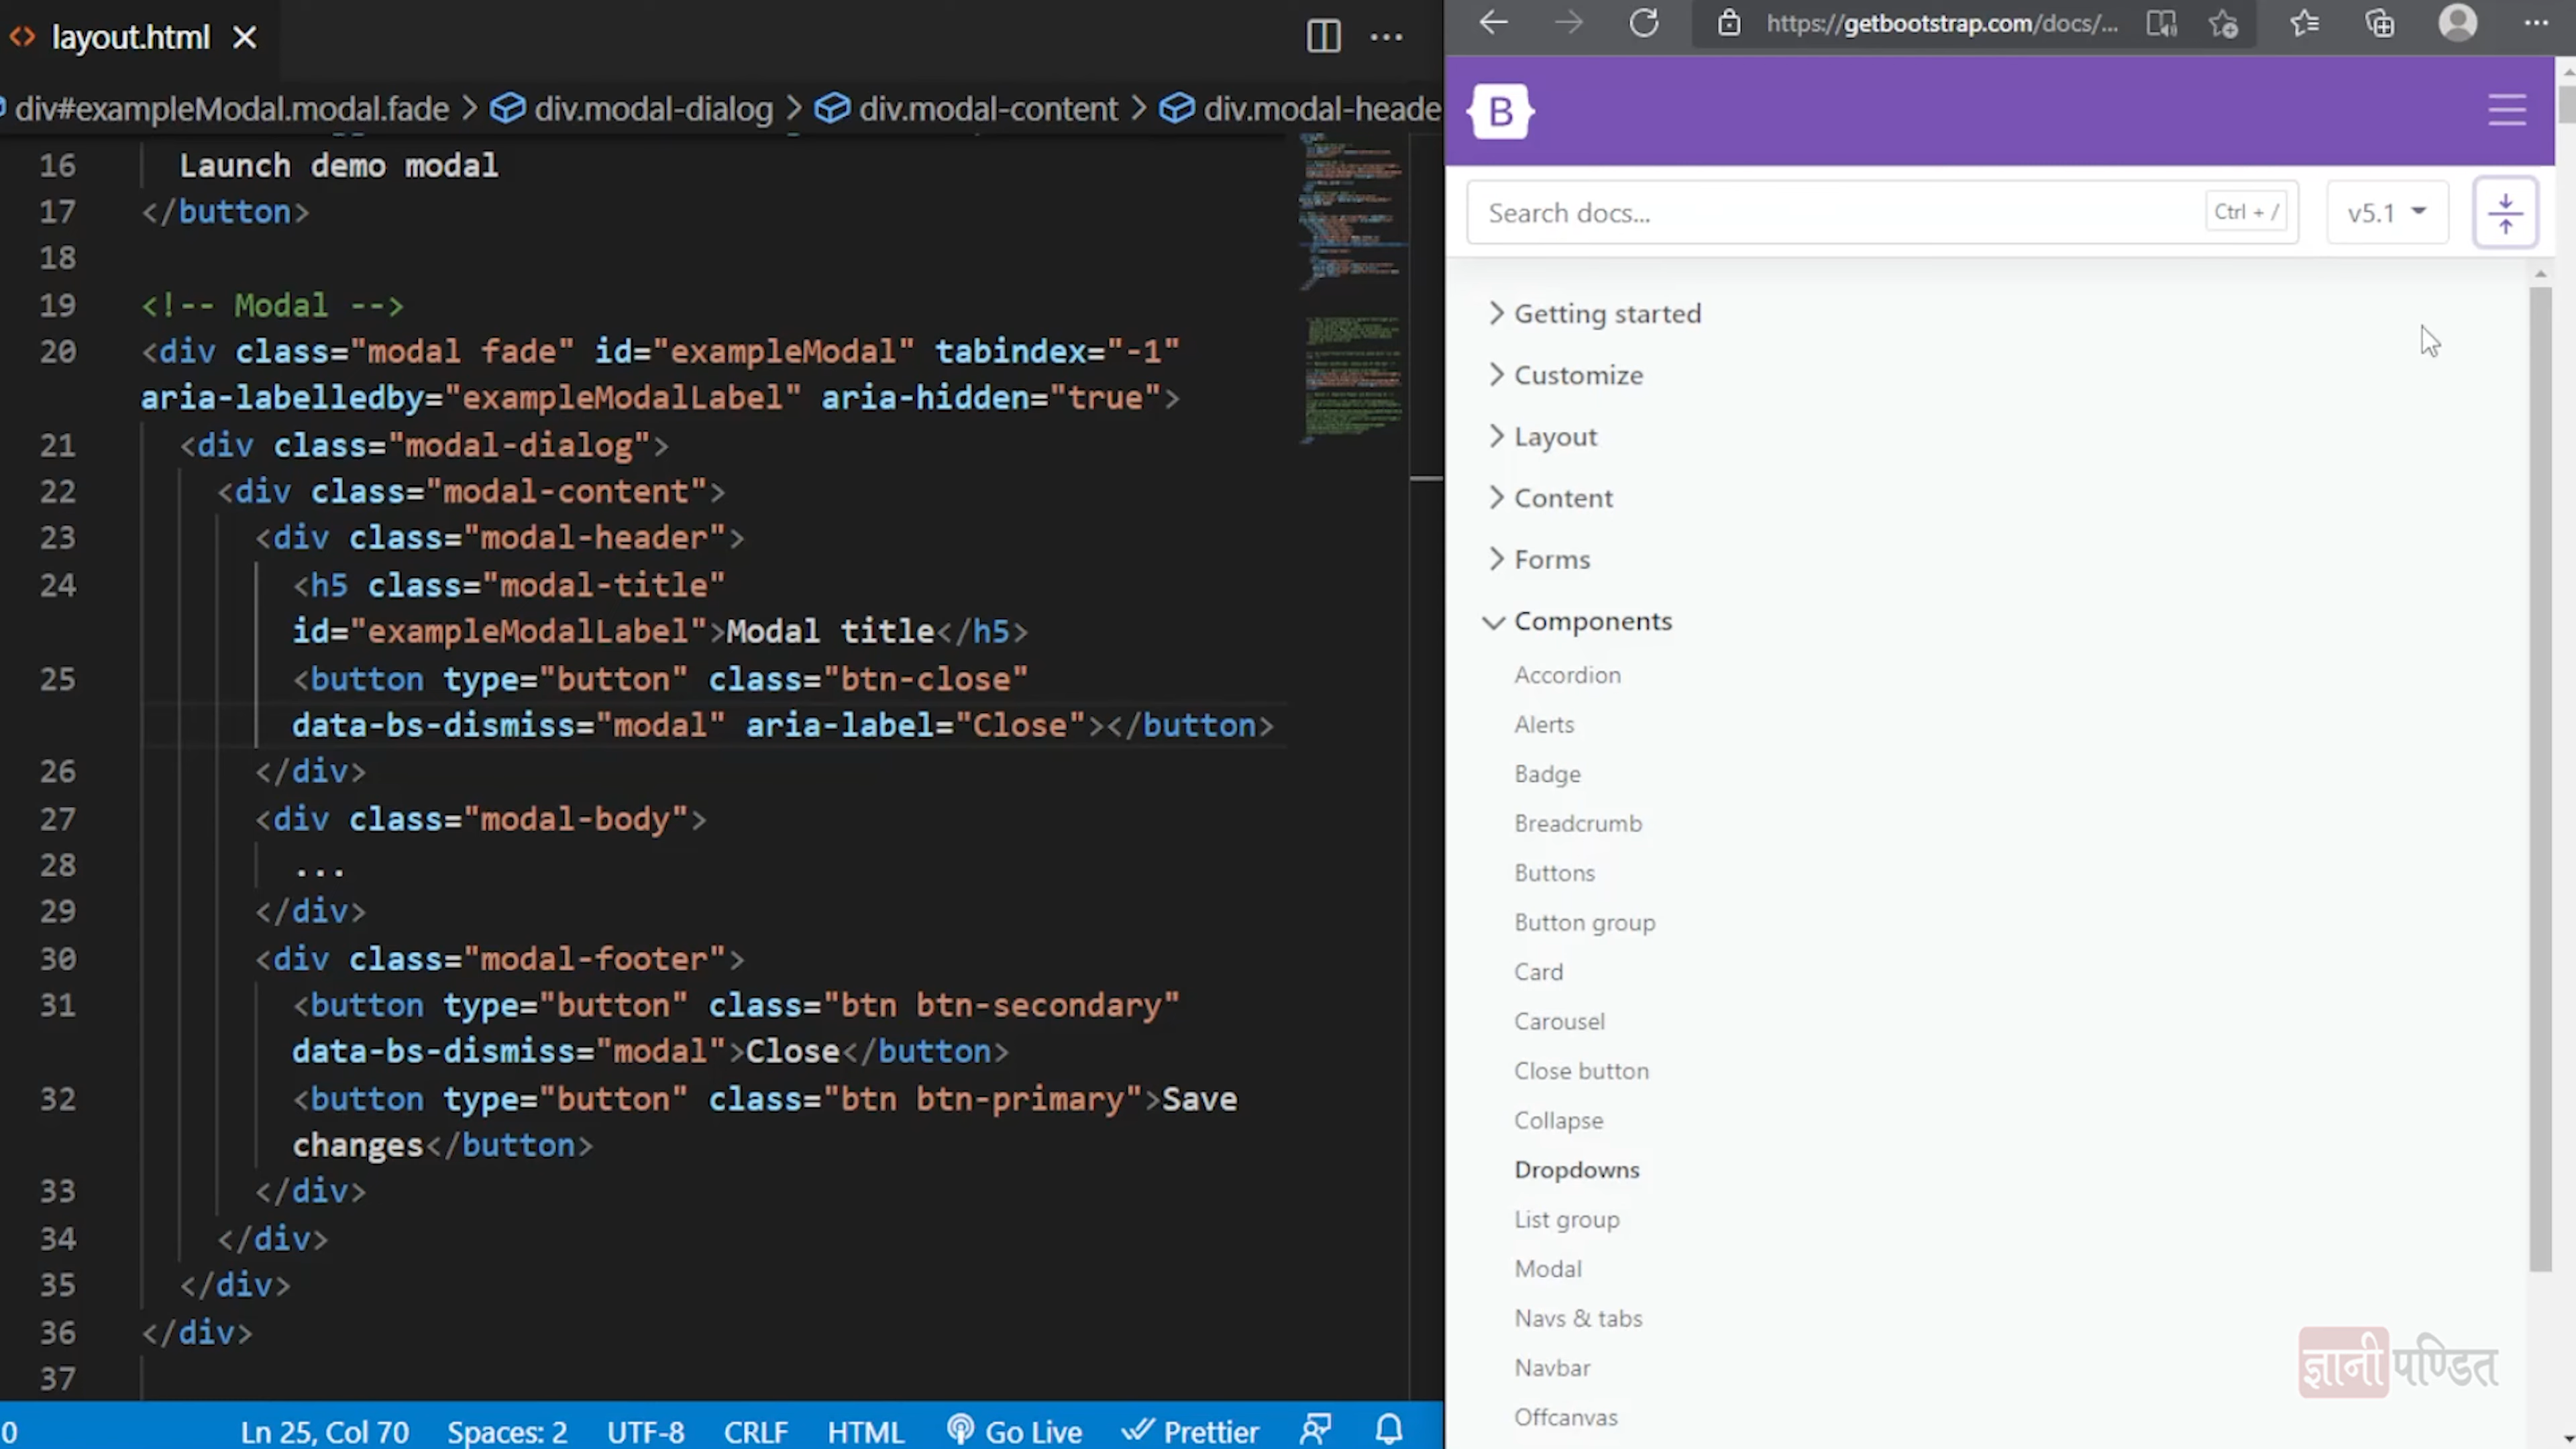 layout.html
div#exampleModal.modal.fade > div.modal-dialog > div.modal-content > div.modal-heade
16 Launch demo modal
17 </button>
18
19 <!-- Modal -->
20 <div class="modal fade" id="exampleModal" tabindex="-1"
aria-labelledby="exampleModalLabel" aria-hidden="true">
21 <div class="modal-dialog">
22 <div class="modal-content">
23 <div class="modal-header">
24 <h5 class="modal-title"
id="exampleModalLabel">Modal title</h5>
25 <button type="button" class="btn-close"
data-bs-dismiss="modal" aria-label="Close"></button>
26 </div>
27 <div class="modal-body">
28 ...
29 </div>
30 <div class="modal-footer">
31 <button type="button" class="btn btn-secondary"
data-bs-dismiss="modal">Close</button>
32 <button type="button" class="btn btn-primary">Save
changes</button>
33 </div>
34 </div>
35 </div>
36 </div>
37
0 Ln 25, Col 70 Spaces: 2 UTF-8 CRLF HTML Go Live Prettier
https://getbootstrap.com/docs/...
B
Search docs... Ctrl + / v5.1
Getting started
Customize
Layout
Content
Forms
Components
Accordion
Alerts
Badge
Breadcrumb
Buttons
Button group
Card
Carousel
Close button
Collapse
Dropdowns
List group
Modal
Navs & tabs
Navbar
Offcanvas
ज्ञानी पण्डित